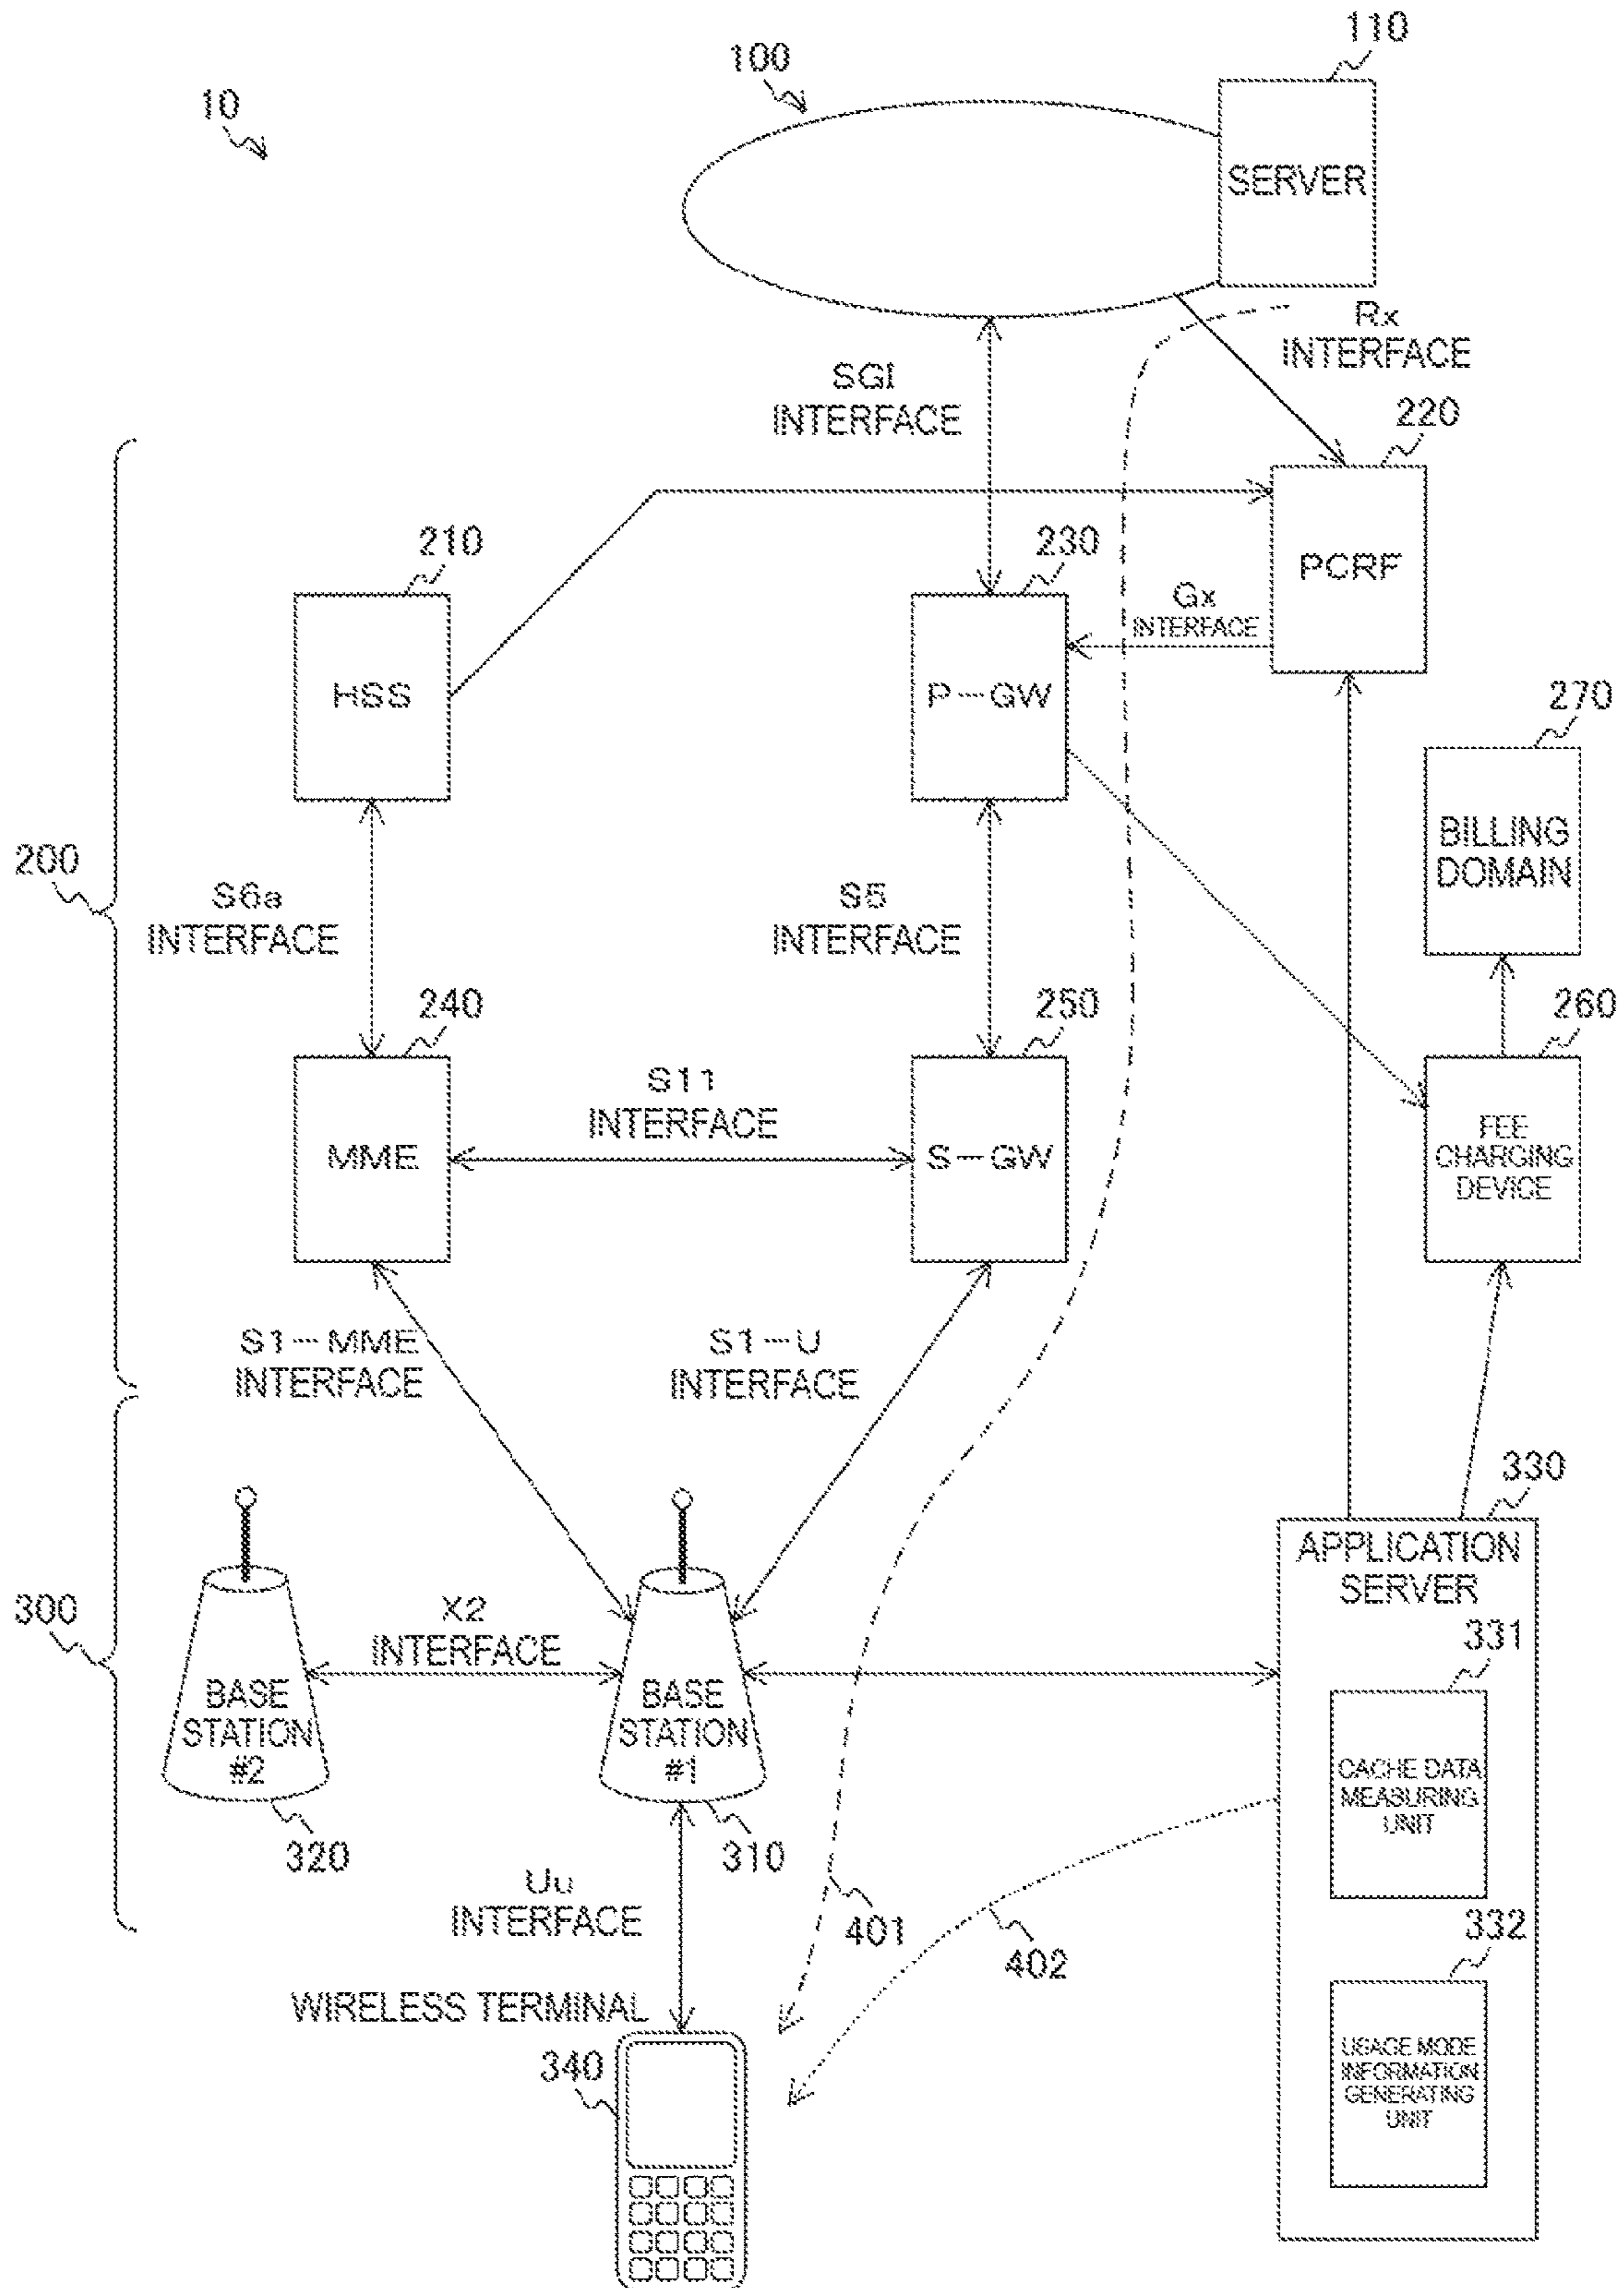 110
100
10
SERVER
Rx
INTERFACE
SGI
INTERFACE
220
210
230
PCRF
Gx
INTERFACE
HSS
P-GW
270
BILLING
DOMAIN
200
S6a
INTERFACE
S5
INTERFACE
240
250
260
S11
INTERFACE
MME
S-GW
FEE
CHARGING
DEVICE
S1-MME
INTERFACE
S1-U
INTERFACE
330
APPLICATION
SERVER
300
X2
INTERFACE
331
BASE
STATION
#2
BASE
STATION
#1
CACHE DATA
MEASURING
UNIT
320
310
Uu
INTERFACE
401
402
332
WIRELESS TERMINAL
340
USAGE MODE
INFORMATION
GENERATING
UNIT